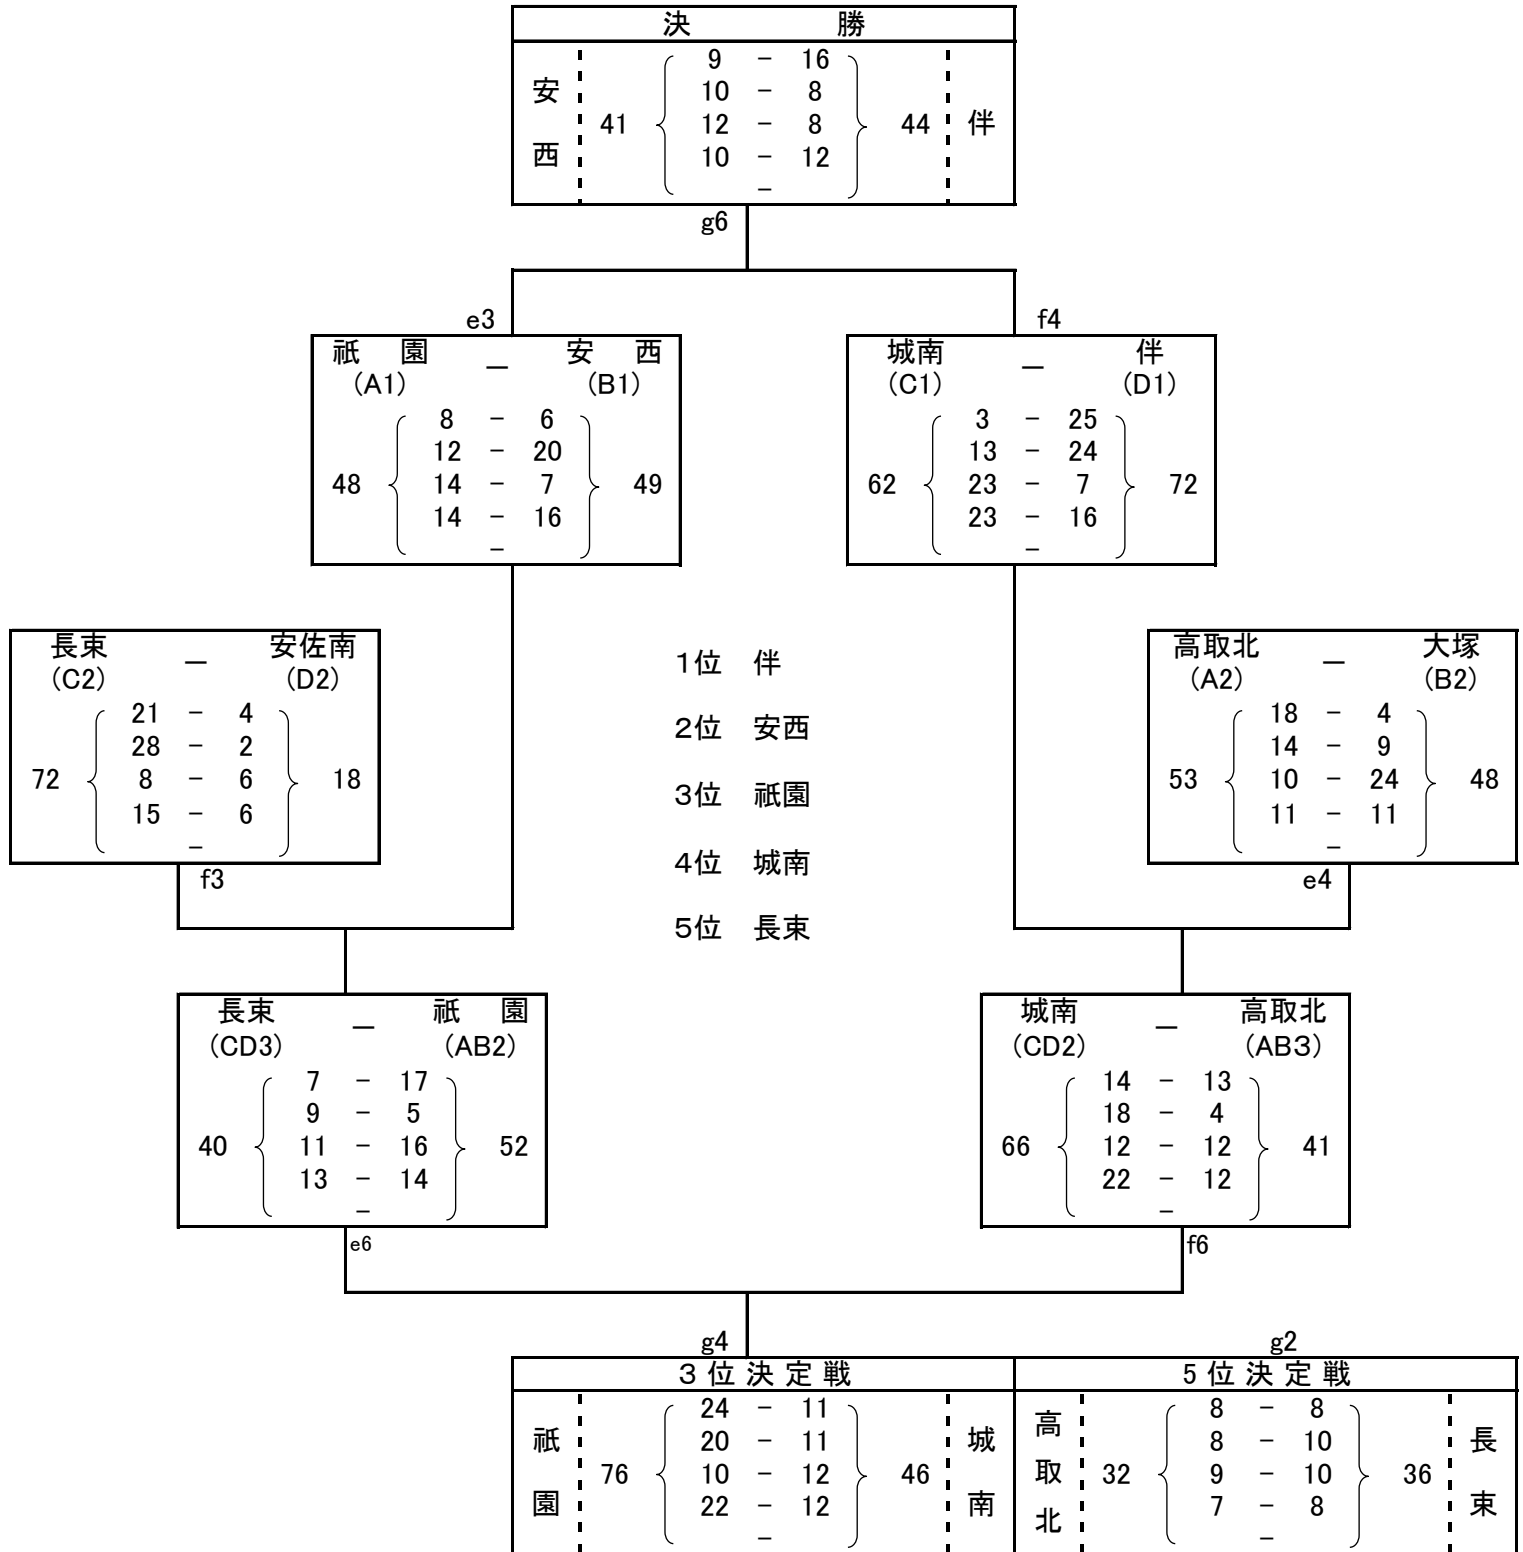 決 勝
安西 41 9 - 16 44 伴
10 - 8
12 - 8
10 - 12
-
g6
e3
f4
祇 園 - 安 西
(A1) (B1)
8 - 6
12 - 20
48 14 - 7 49
14 - 16
-
城南 - 伴
(C1) (D1)
3 - 25
13 - 24
62 23 - 7 72
23 - 16
-
長束 - 安佐南
(C2) (D2)
21 - 4
28 - 2
72 8 - 6 18
15 - 6
-
f3
1位 伴
2位 安西
3位 祇園
4位 城南
5位 長束
高取北 - 大塚
(A2) (B2)
18 - 4
14 - 9
53 10 - 24 48
11 - 11
-
e4
長束 - 祇 園
(CD3) (AB2)
7 - 17
9 - 5
40 11 - 16 52
13 - 14
-
e6
城南 - 高取北
(CD2) (AB3)
14 - 13
18 - 4
66 12 - 12 41
22 - 12
-
f6
g4
３位決定戦
祇園 76 24 - 11 46 城南
20 - 11
10 - 12
22 - 12
-
g2
５位決定戦
高取北 32 8 - 8 36 長束
8 - 10
9 - 10
7 - 8
-